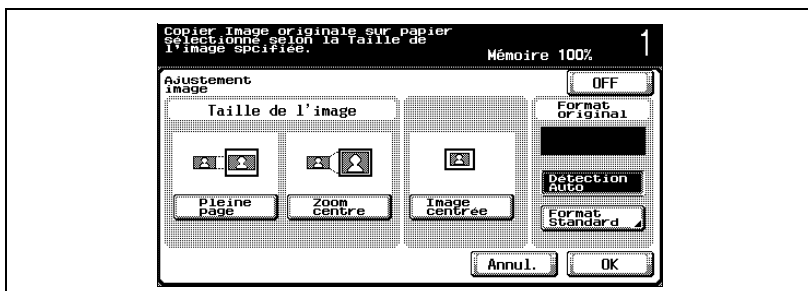 Copier Image originale sur papier
sélectionné selon la Taille de
l'image spcifiée.
Mémoire 100%
1
Ajustement
image
OFF
Taille de l'image
Format
original
Détection
Auto
Pleine
page
Zoom
centre
Image
centrée
Format
Standard
Annul.
OK